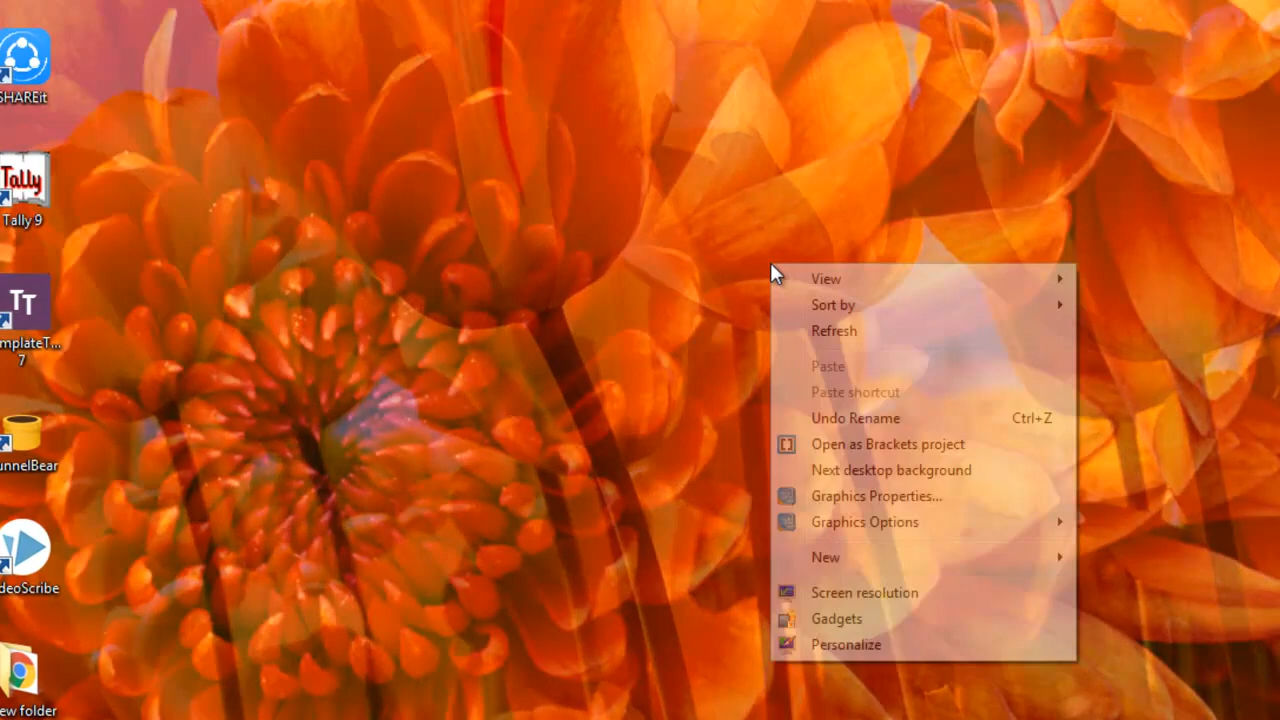 SHAREit
Tally
Tally 9
TT
mplateT...
7
unnelBear
deoScribe
ew folder
View
Sort by
Refresh
Paste
Paste shortcut
Undo Rename Ctrl+Z
Open as Brackets project
Next desktop background
Graphics Properties...
Graphics Options
New
Screen resolution
Gadgets
Personalize